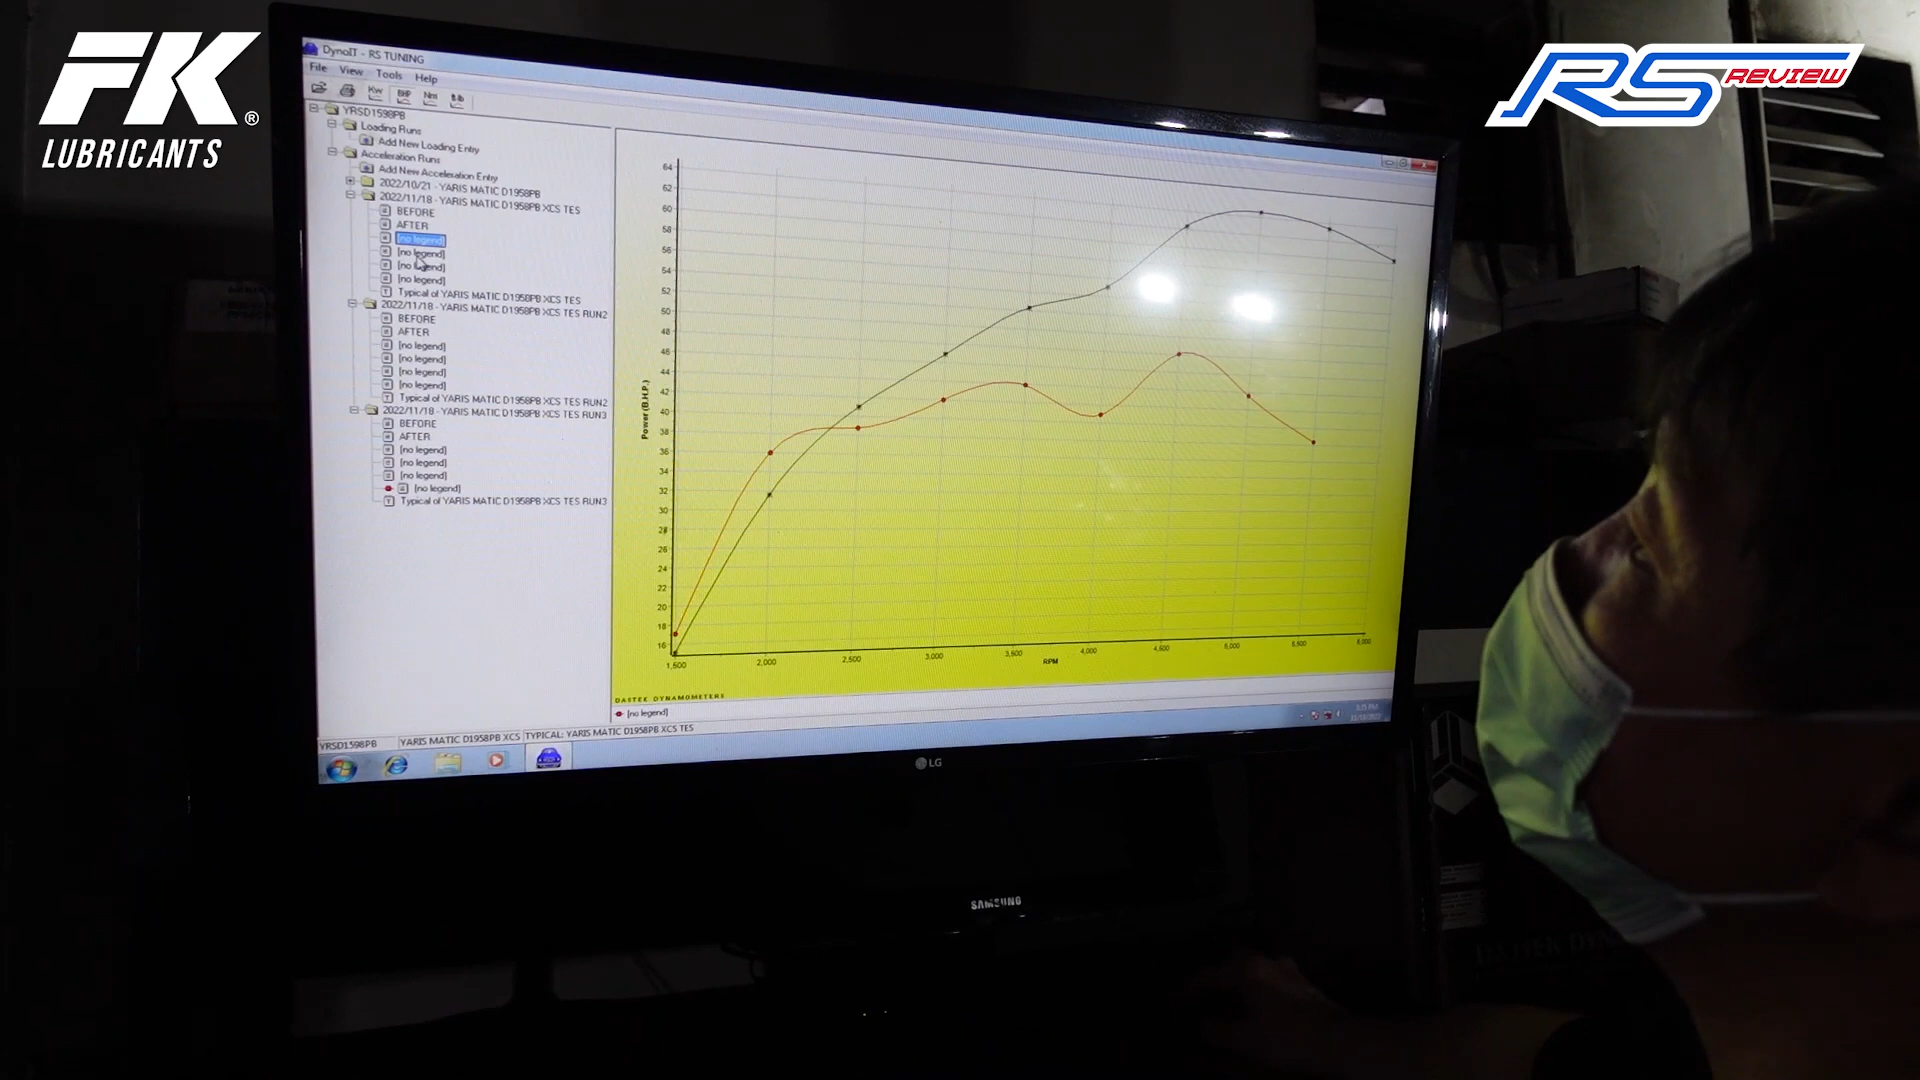 FK®
LUBRICANTS
RS REVIEW
DynoIT - RS TUNING
File View Tools Help
Kw BHP Nm
YRSD1598PB
Loading Runs
Add New Loading Entry
Acceleration Runs
Add New Acceleration Entry
2022/10/21 - YARIS MATIC D1958PB
2022/11/18 - YARIS MATIC D1958PB XCS TES
BEFORE
AFTER
[no legend]
[no legend]
[no legend]
[no legend]
Typical of YARIS MATIC D1958PB XCS TES
2022/11/18 - YARIS MATIC D1958PB XCS TES RUN2
BEFORE
AFTER
[no legend]
[no legend]
[no legend]
[no legend]
Typical of YARIS MATIC D1958PB XCS TES RUN2
2022/11/18 - YARIS MATIC D1958PB XCS TES RUN3
BEFORE
AFTER
[no legend]
[no legend]
[no legend]
[no legend]
Typical of YARIS MATIC D1958PB XCS TES RUN3
Power (B.H.P.)
64
62
60
58
56
54
52
50
48
46
44
42
40
38
36
34
32
30
28
26
24
22
20
18
16
1,500 2,000 2,500 3,000 3,500 4,000 4,500 5,000 5,500 6,000
RPM
DASTEK DYNAMOMETERS
[no legend]
YRSD1598PB YARIS MATIC D1958PB XCS TYPICAL: YARIS MATIC D1958PB XCS TES
LG
SAMSUNG